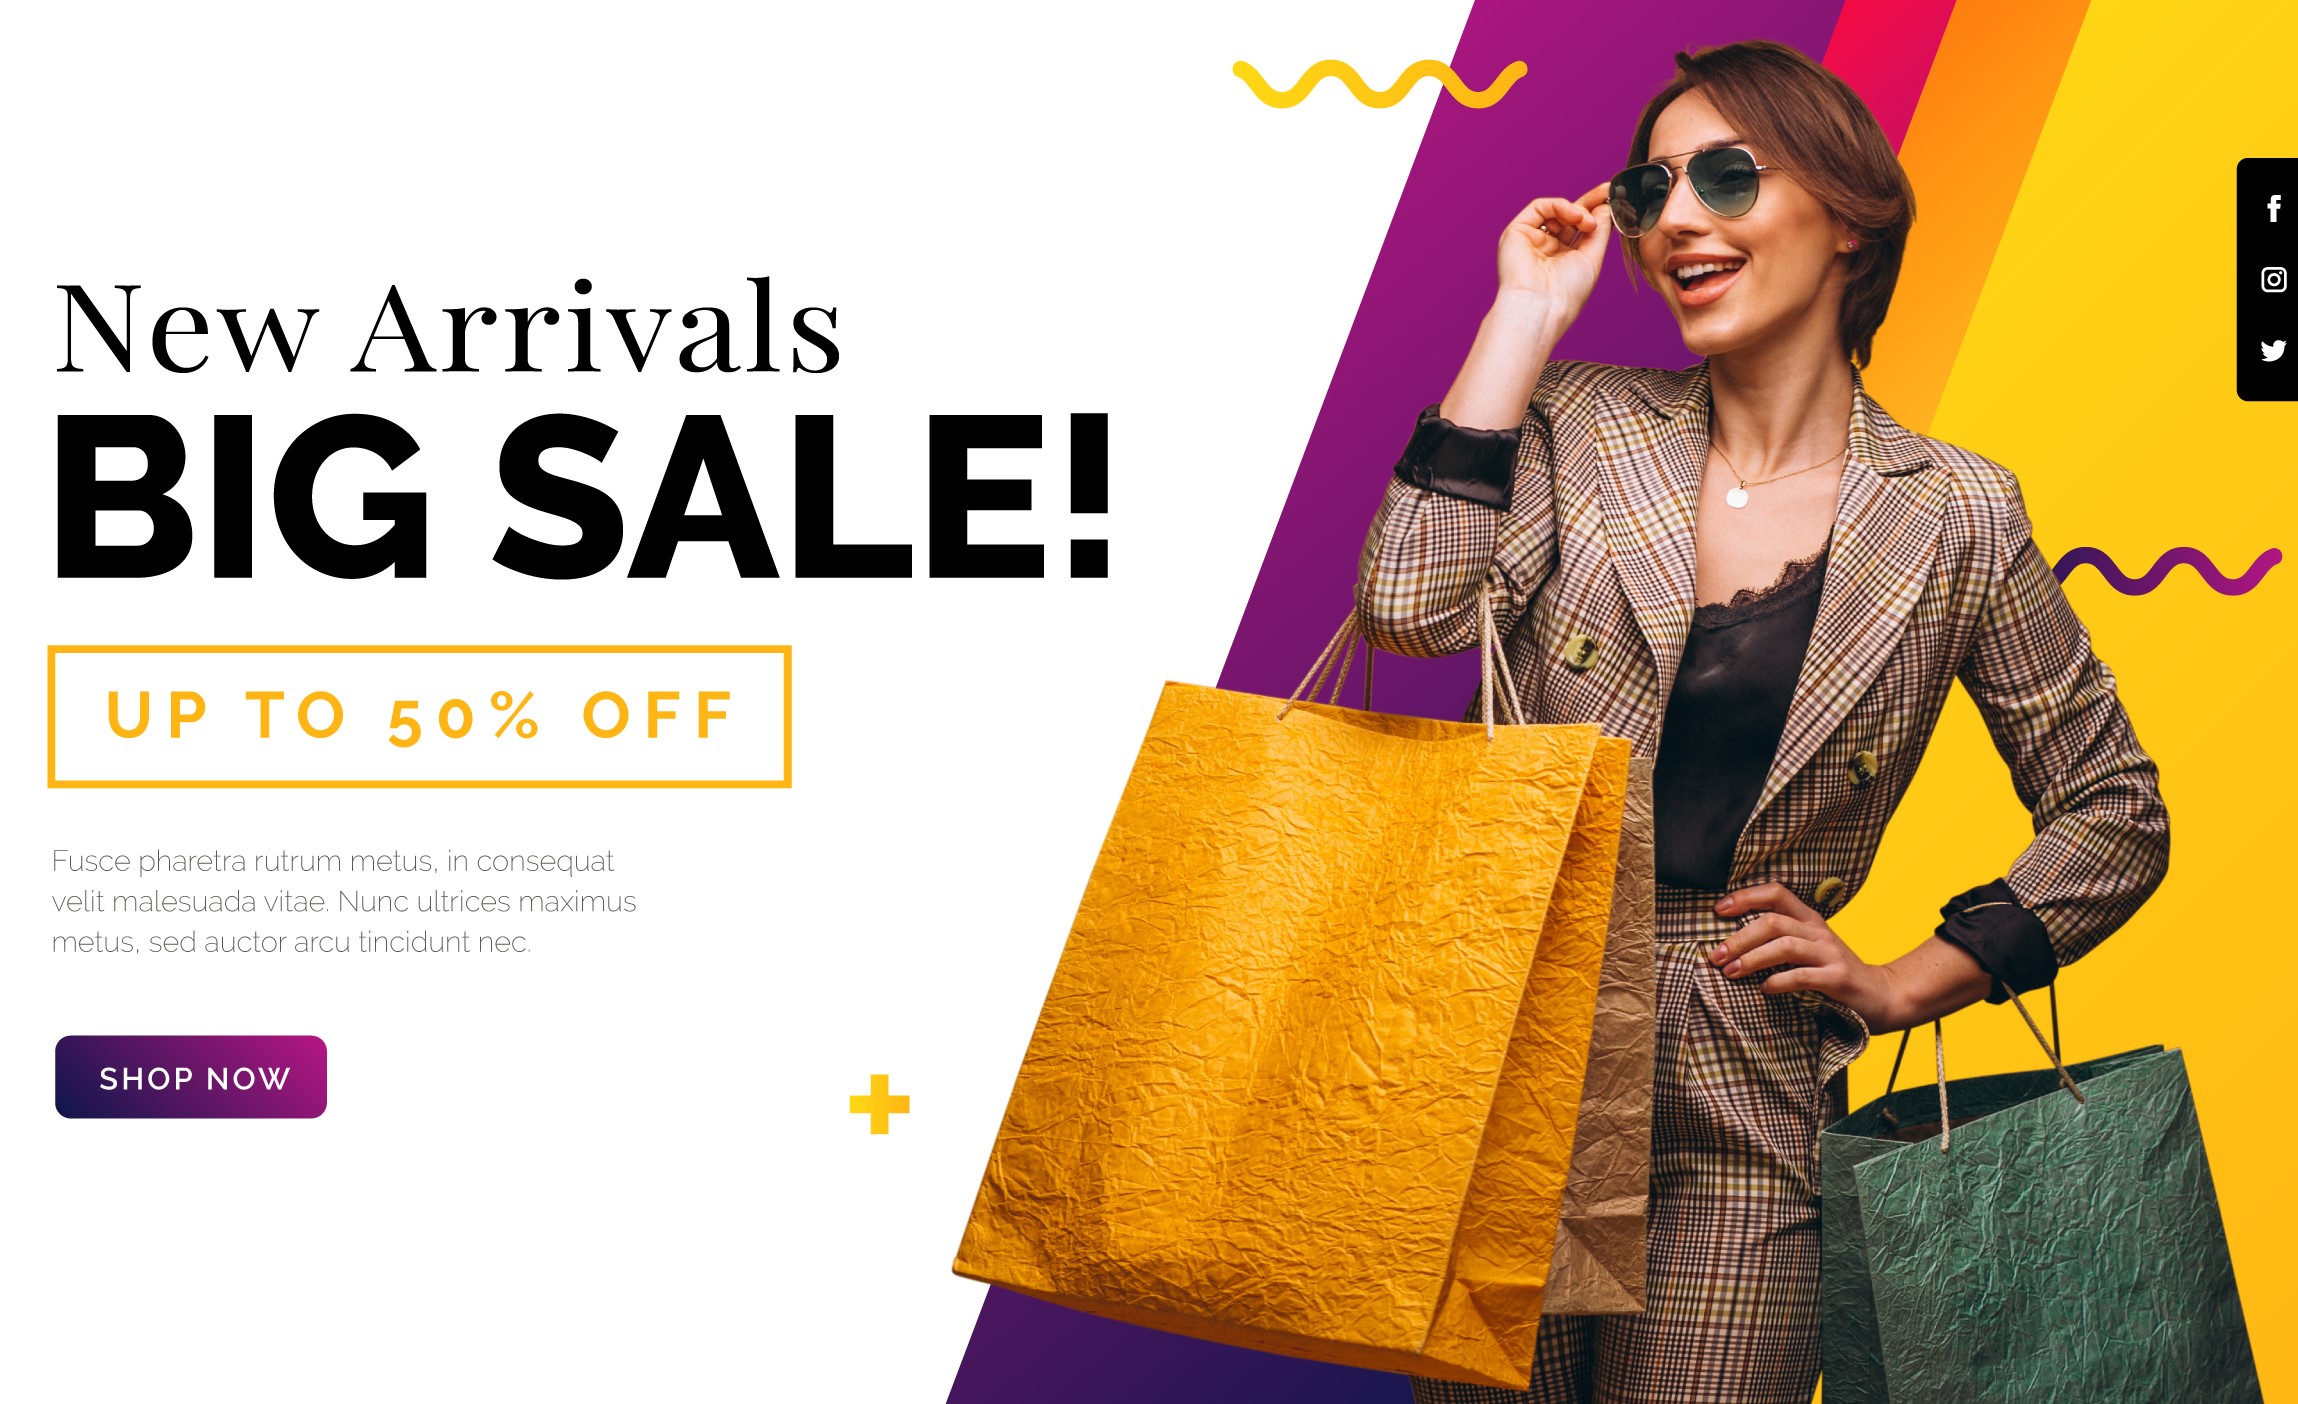 New Arrivals
BIG SALE!
UP TO 50% OFF
Fusce pharetra rutrum metus, in consequat
velit malesuada vitae. Nunc ultrices maximus
metus, sed auctor arcu tincidunt nec.
SHOP NOW